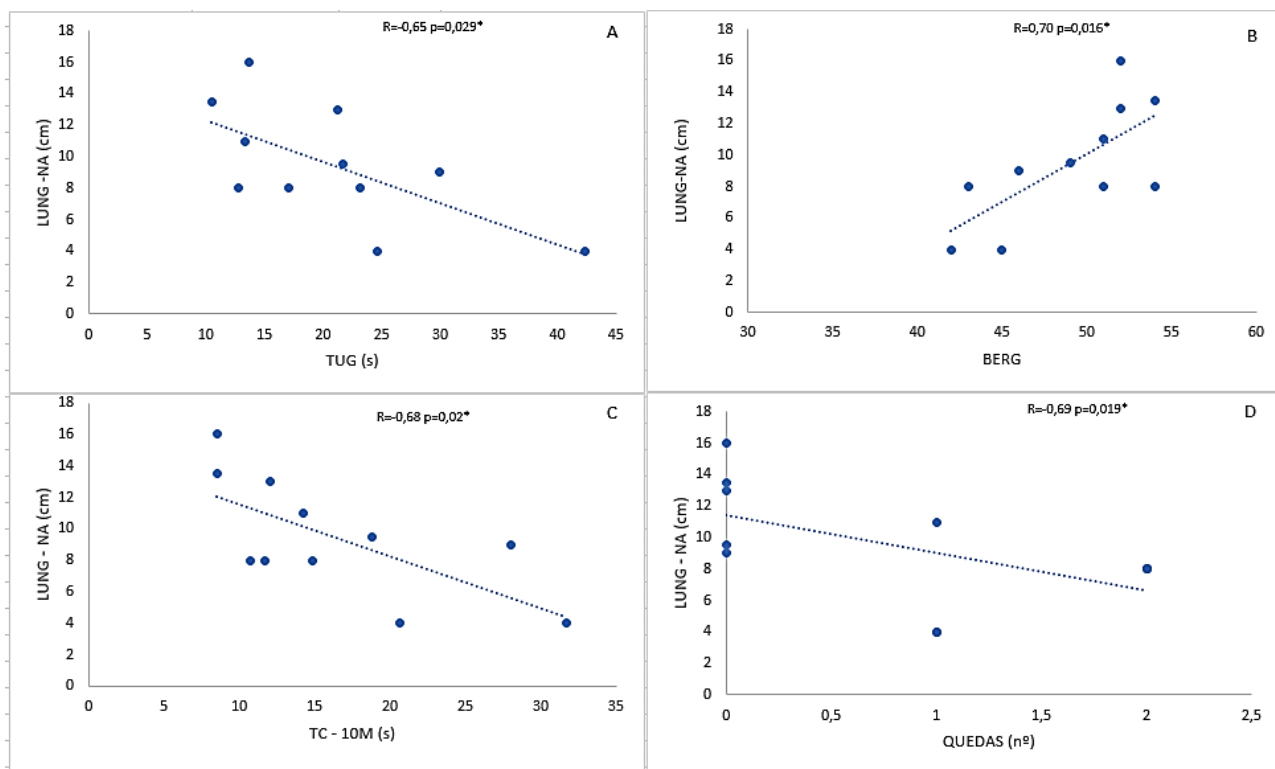 R=-0,65 p=0,029*
A
LUNG -NA (cm)
18
16
14
12
10
8
6
4
2
0
0 5 10 15 20 25 30 35 40 45
TUG (s)
R=0,70 p=0,016*
B
LUNG-NA (cm)
18
16
14
12
10
8
6
4
2
0
30 35 40 45 50 55 60
BERG
R=-0,68 p=0,02*
C
LUNG - NA (cm)
18
16
14
12
10
8
6
4
2
0
0 5 10 15 20 25 30 35
TC - 10M (s)
R=-0,69 p=0,019*
D
LUNG - NA (cm)
18
16
14
12
10
8
6
4
2
0
0 0,5 1 1,5 2 2,5
QUEDAS (nº)